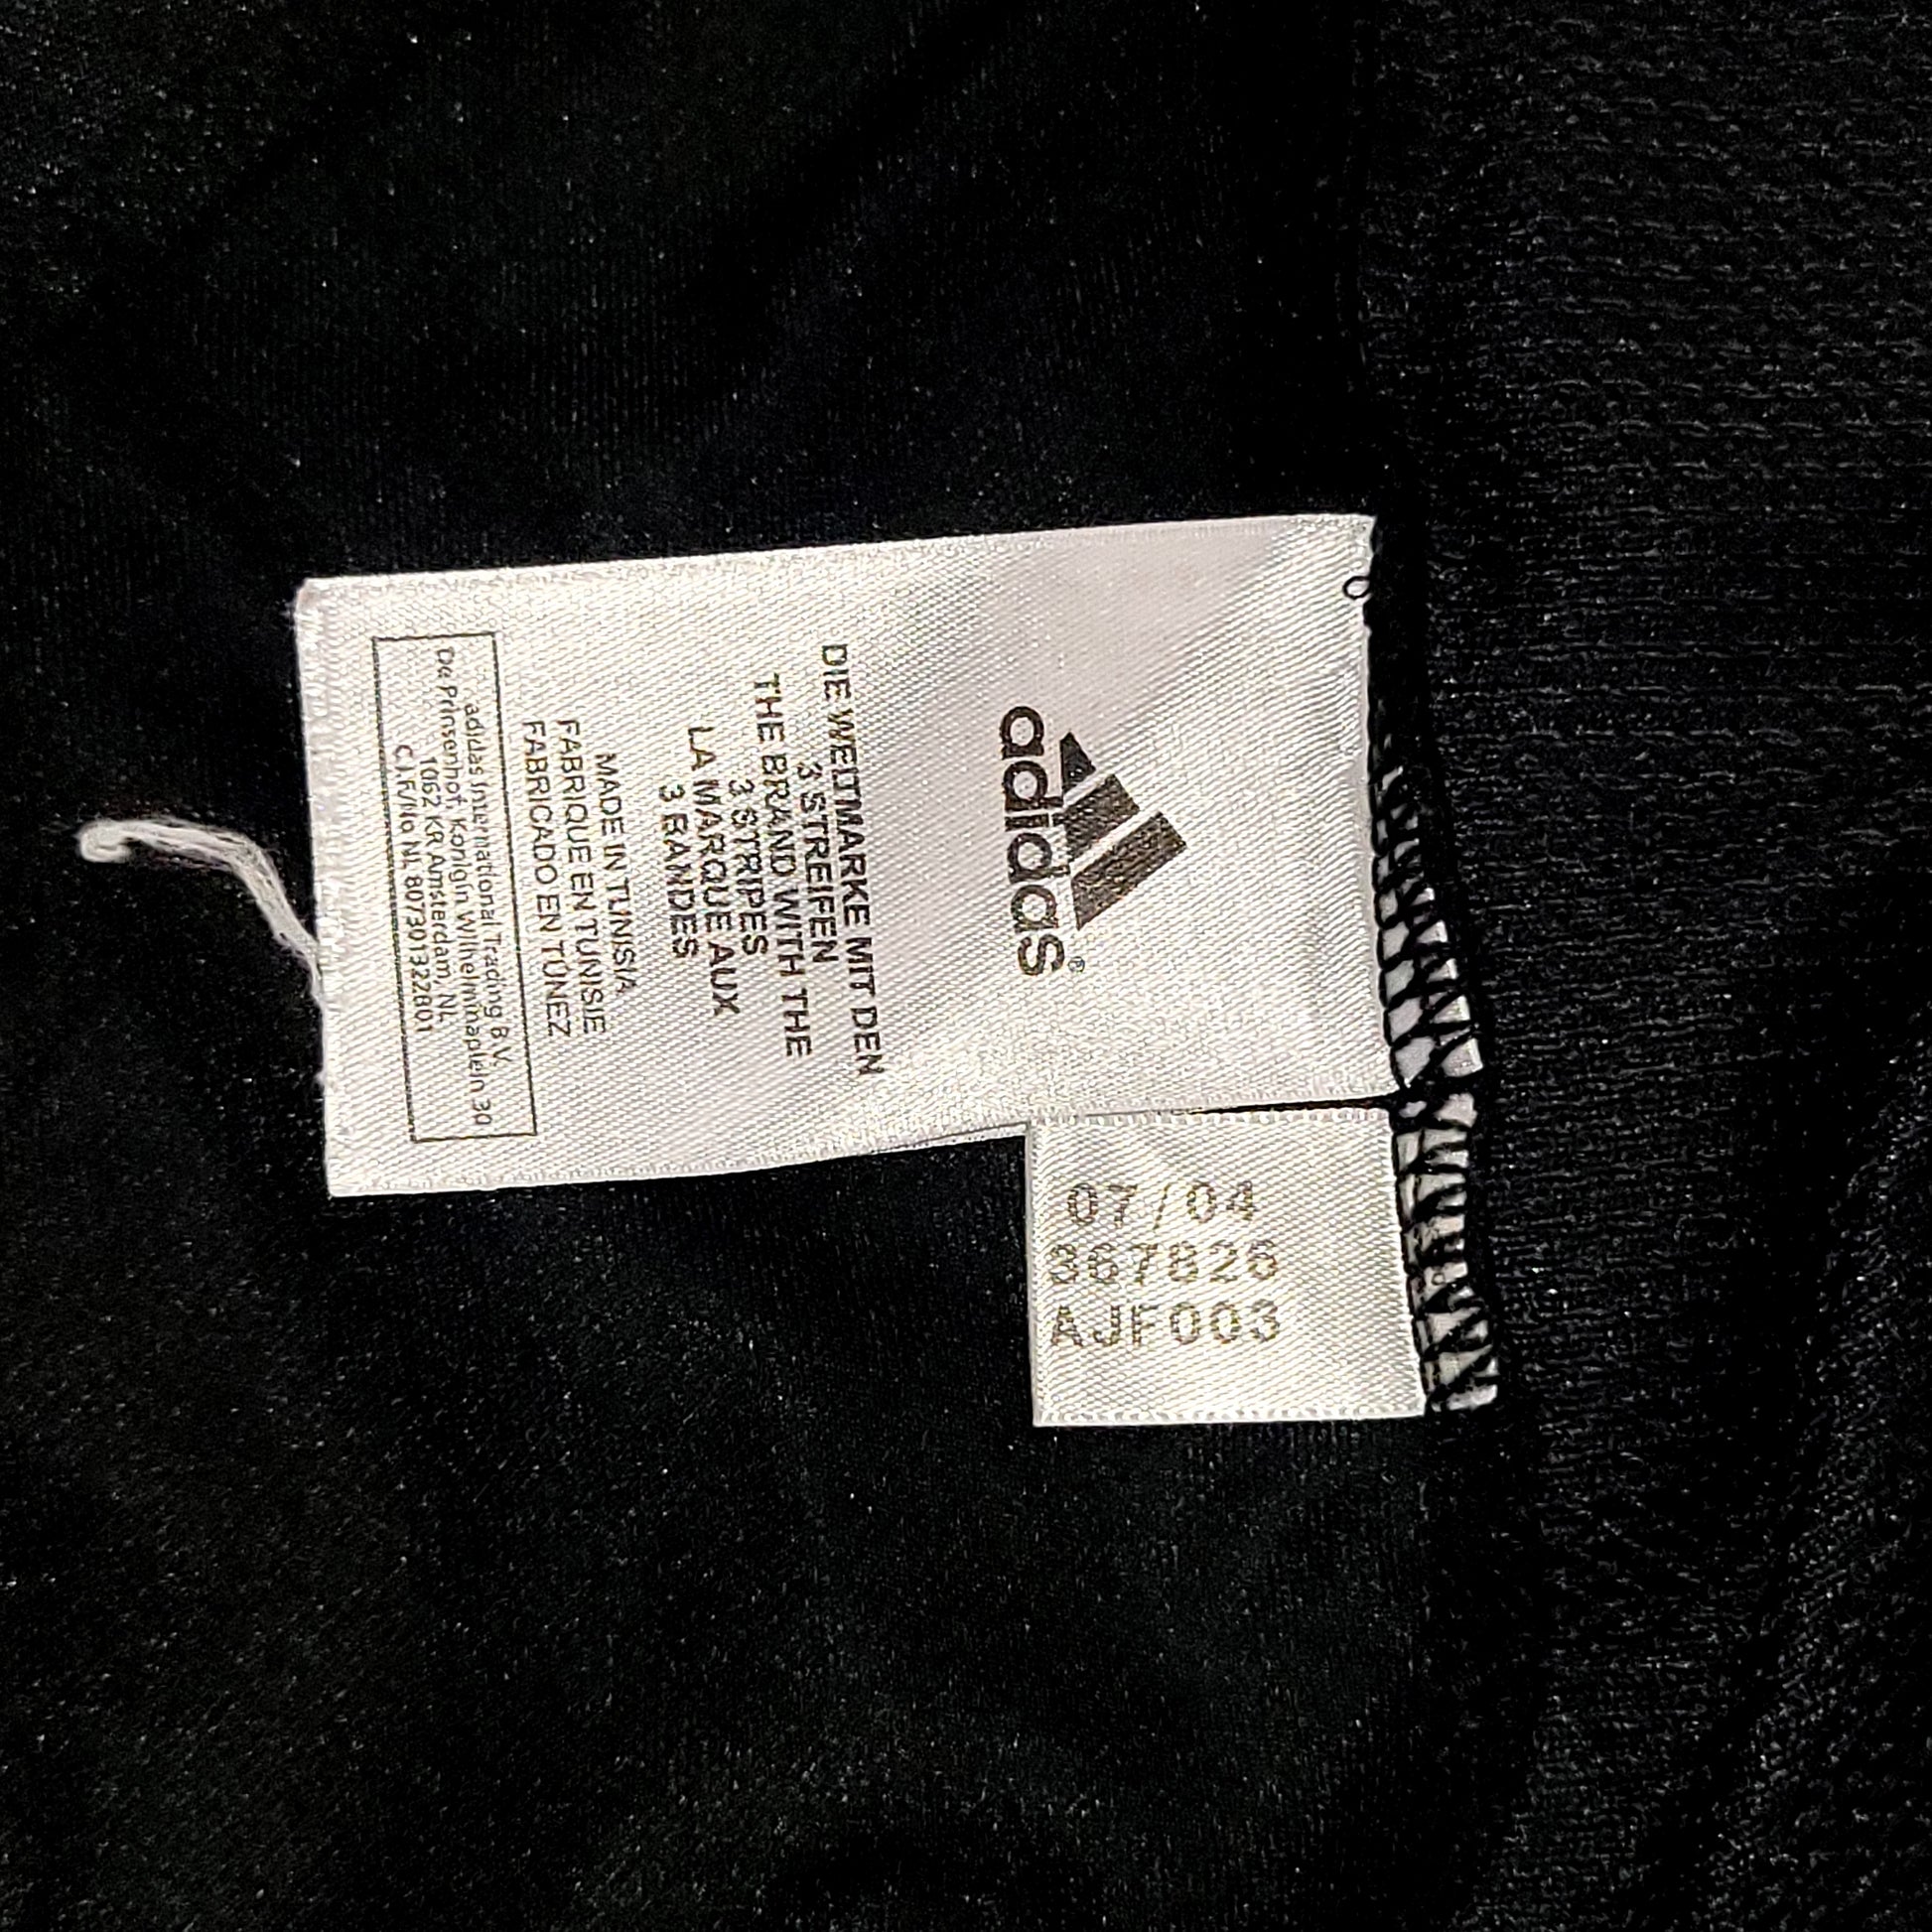 adidas®
DIE WELTMARKE MIT DEN
3 STREIFEN
THE BRAND WITH THE
3 STRIPES
LA MARQUE AUX
3 BANDES
MADE IN TUNISIA
FABRIQUE EN TUNISIE
FABRICADO EN TÚNEZ
adidas International Trading B.V.
De Prinsenhof, Koningin Wilhelminaplein 30
1062 KR Amsterdam, NL
C.I.F./Ito NL 807301322B01
07/04
367826
AJF003